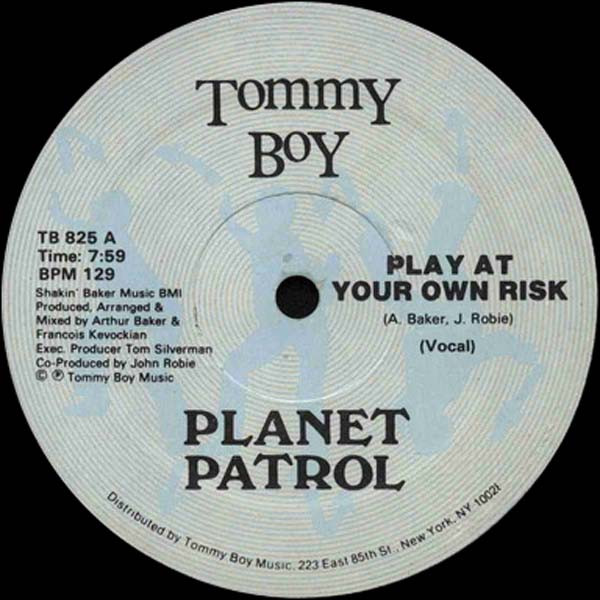 Tommy
Boy
TB 825 A
Time: 7:59
BPM 129
Shakin' Baker Music BMI
Produced, Arranged &
Mixed by Arthur Baker &
Francois Kevockian
Exec. Producer Tom Silverman
Co-Produced by John Robie
© ℗ Tommy Boy Music
PLAY AT
YOUR OWN RISK
(A. Baker, J. Robie)
(Vocal)
PLANET
PATROL
Distributed by Tommy Boy Music, 223 East 85th St., New York, NY 10021